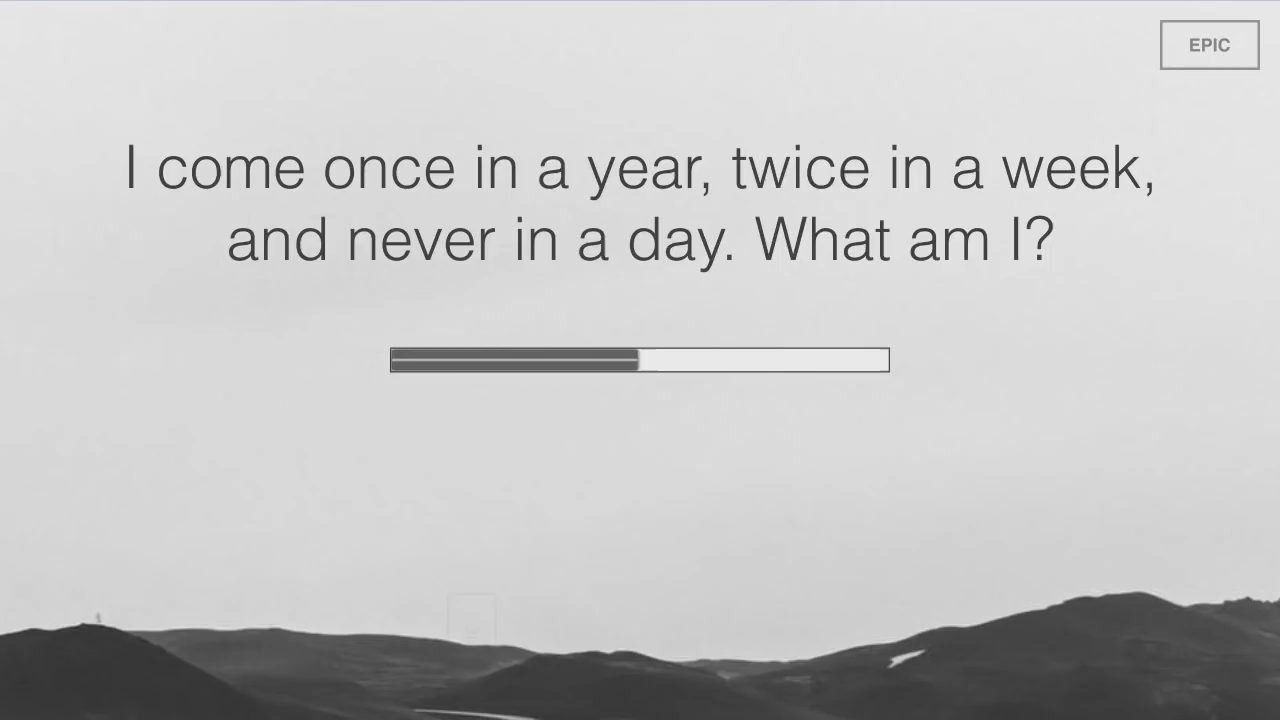 EPIC
I come once in a year, twice in a week,
and never in a day. What am I?